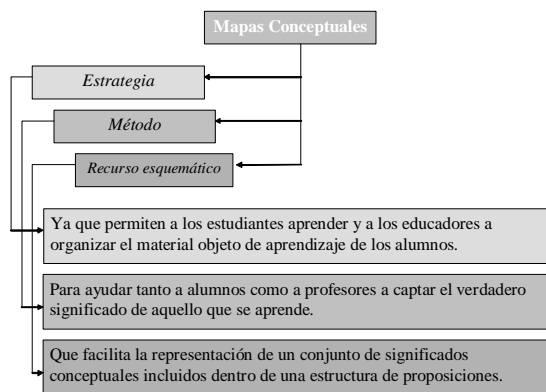 Mapas Conceptuales
Estrategia
Método
Recurso esquemático
Ya que permiten a los estudiantes aprender y a los educadores a
organizar el material objeto de aprendizaje de los alumnos.
Para ayudar tanto a alumnos como a profesores a captar el verdadero
significado de aquello que se aprende.
Que facilita la representación de un conjunto de significados
conceptuales incluidos dentro de una estructura de proposiciones.